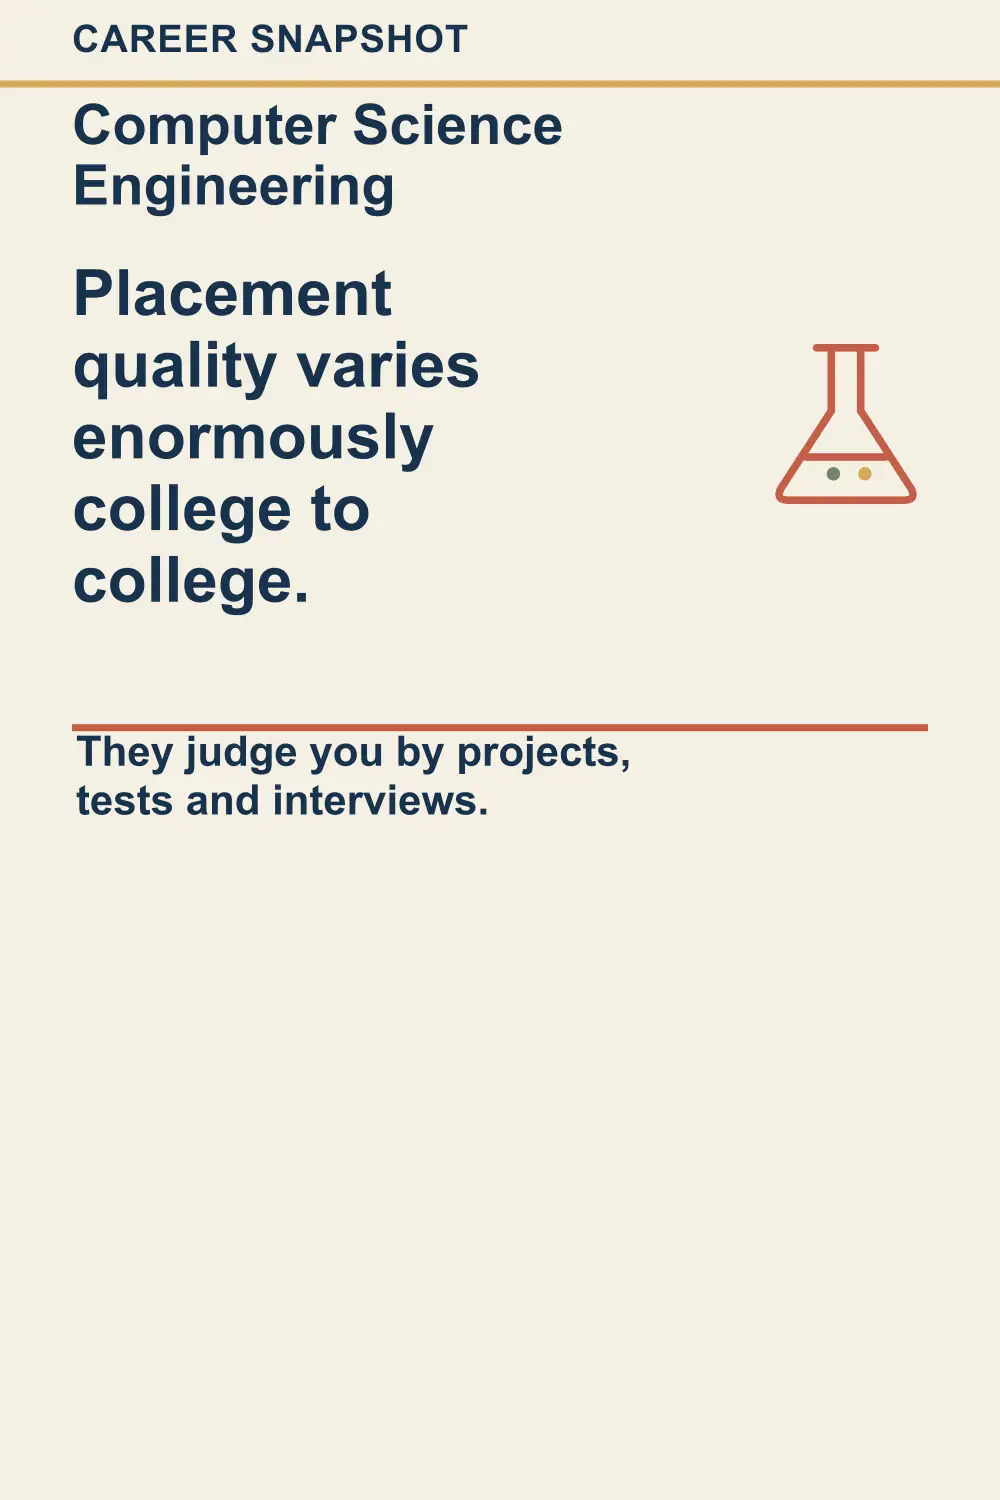 CAREER SNAPSHOT
Computer Science
Engineering
Placement
quality varies
enormously
college to
college.
They judge you by projects,
tests and interviews.